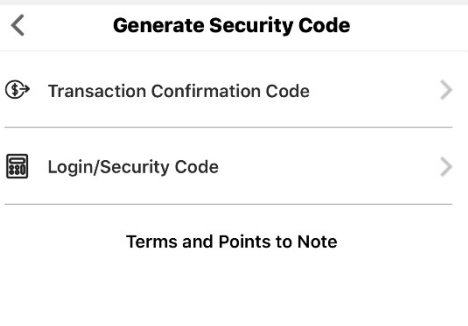 Generate Security Code
Transaction Confirmation Code
Login/Security Code
Terms and Points to Note